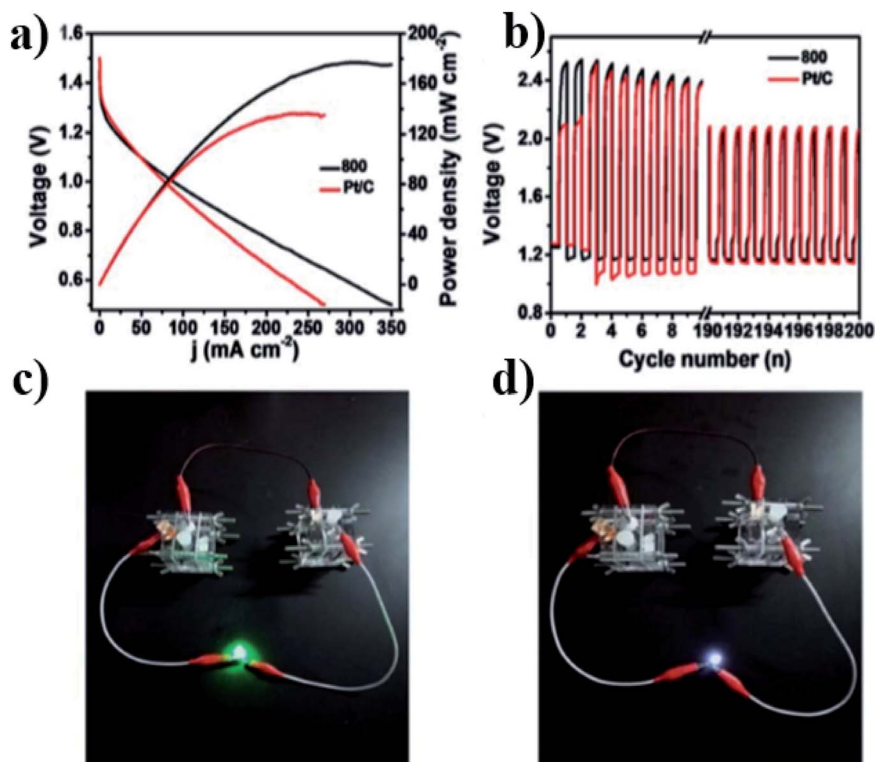 a)
Voltage (V)
1.6
1.4
1.2
1.0
0.8
0.6
200
160
120
80
40
0
Power density (mW cm⁻²)
800
Pt/C
0 50 100 150 200 250 300 350
j (mA cm⁻²)
b)
Voltage (V)
2.4
2.0
1.6
1.2
0.8
800
Pt/C
0 2 4 6 8 190 192 194 196 198 200
Cycle number (n)
c)
d)